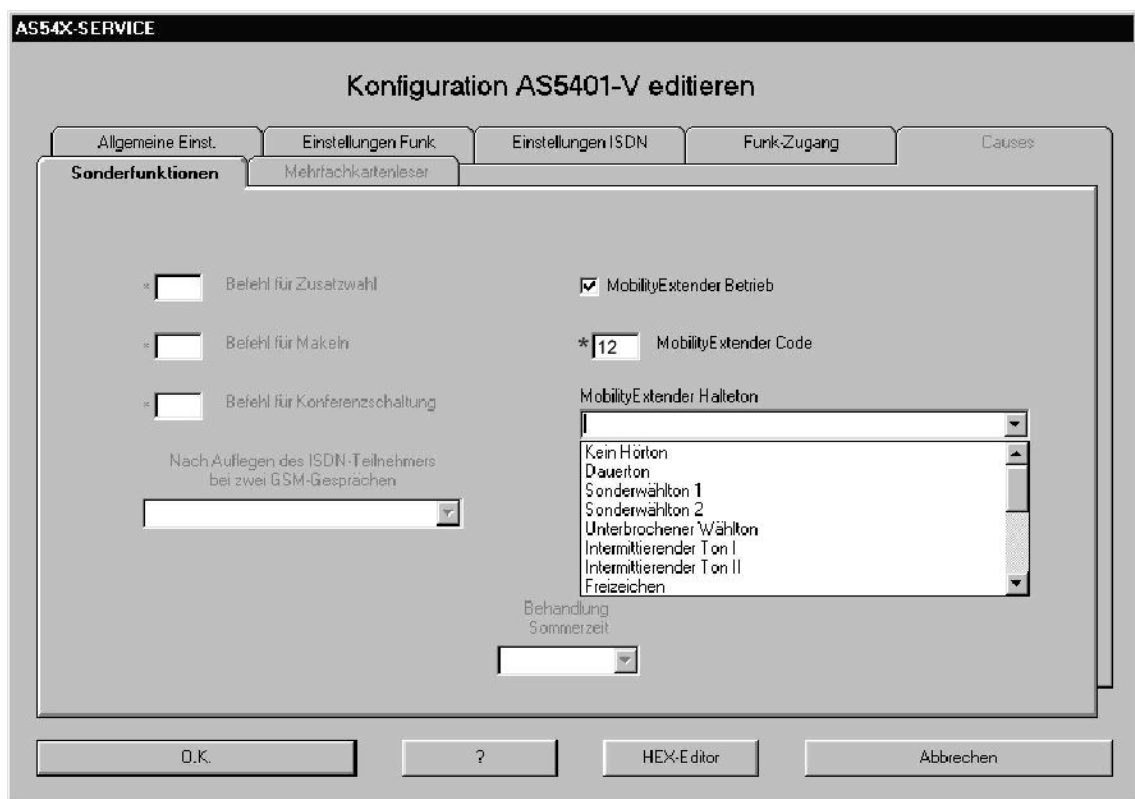 AS54X-SERVICE
Konfiguration AS5401-V editieren
Allgemeine Einst.
Einstellungen Funk
Einstellungen ISDN
Funk-Zugang
Causes
Sonderfunktionen
Mehrfachkartenleser
* Befehl für Zusatzwahl
* Befehl für Makeln
* Befehl für Konferenzschaltung
Nach Auflegen des ISDN-Teilnehmers
bei zwei GSM-Gesprächen
MobilityExtender Betrieb
* 12 MobilityExtender Code
MobilityExtender Halteton
Kein Hörton
Dauerton
Sonderwählton 1
Sonderwählton 2
Unterbrochener Wählton
Intermittierender Ton I
Intermittierender Ton II
Freizeichen
Behandlung
Sommerzeit
O.K.
?
HEX-Editor
Abbrechen